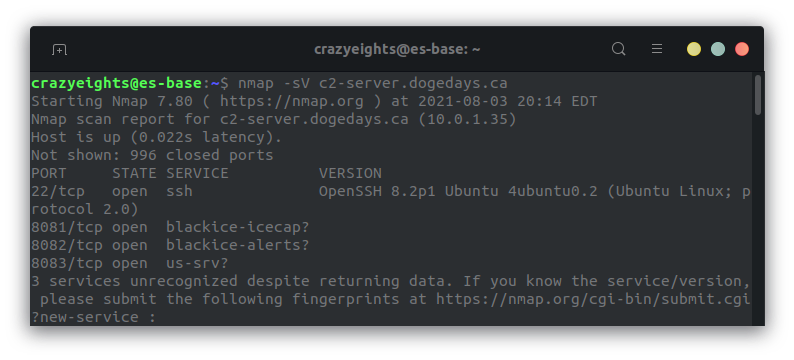 crazyeights@es-base: ~
crazyeights@es-base:~$ nmap -sV c2-server.dogedays.ca
Starting Nmap 7.80 ( https://nmap.org ) at 2021-08-03 20:14 EDT
Nmap scan report for c2-server.dogedays.ca (10.0.1.35)
Host is up (0.022s latency).
Not shown: 996 closed ports
PORT     STATE SERVICE          VERSION
22/tcp   open  ssh              OpenSSH 8.2p1 Ubuntu 4ubuntu0.2 (Ubuntu Linux; p
rotocol 2.0)
8081/tcp open  blackice-icecap?
8082/tcp open  blackice-alerts?
8083/tcp open  us-srv?
3 services unrecognized despite returning data. If you know the service/version,
 please submit the following fingerprints at https://nmap.org/cgi-bin/submit.cgi
?new-service :